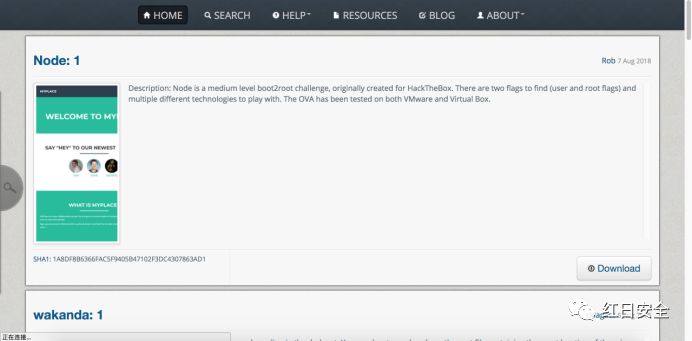 HOME
SEARCH
HELP
RESOURCES
BLOG
ABOUT
Node: 1
Rob 7 Aug 2018
Description: Node is a medium level boot2root challenge, originally created for HackTheBox. There are two flags to find (user and root flags) and
multiple different technologies to play with. The OVA has been tested on both VMware and Virtual Box.
MYPLACE
WELCOME TO MY
SAY "HEY" TO OUR NEWEST
WHAT IS MYPLACE
SHA1: 1A8DF8B6366FAC5F9405B47102F3DC4307863AD1
Download
wakanda: 1
红日安全
正在连接...